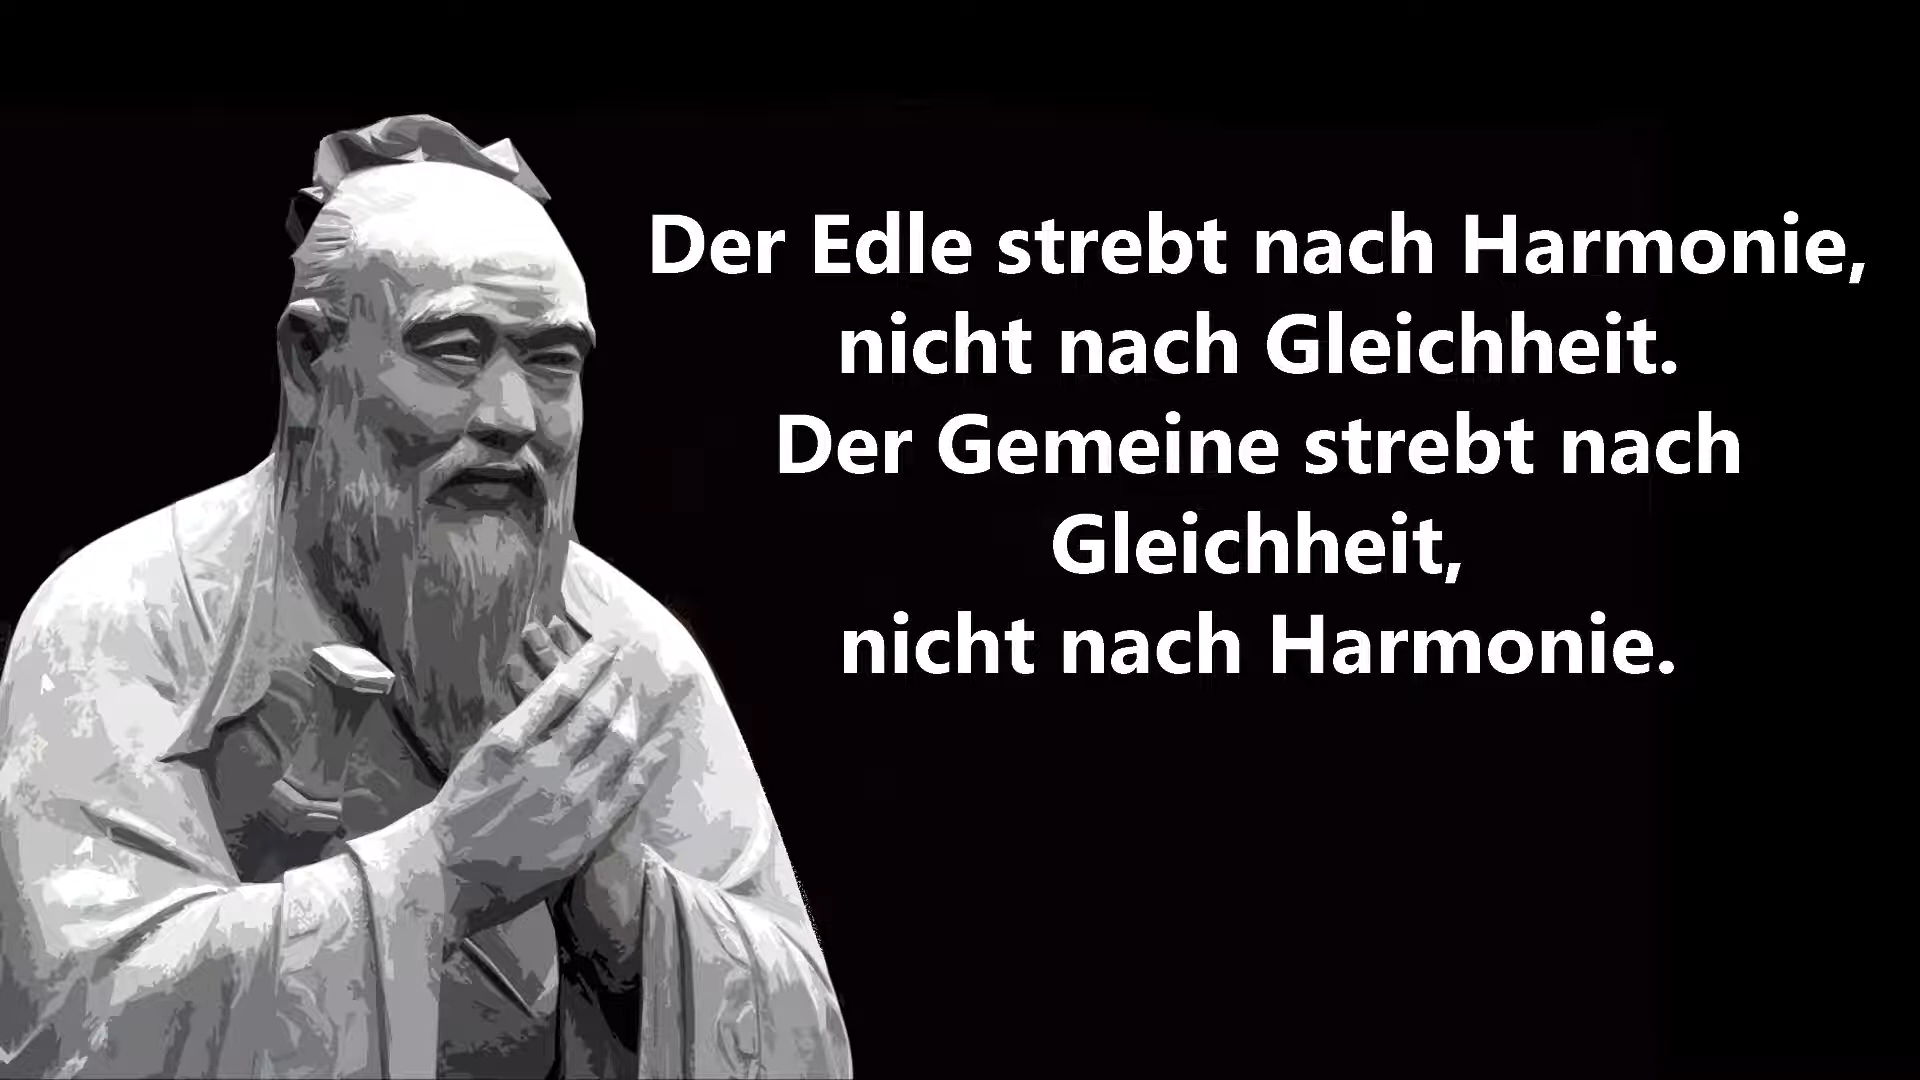 Der Edle strebt nach Harmonie,
nicht nach Gleichheit.
Der Gemeine strebt nach
Gleichheit,
nicht nach Harmonie.